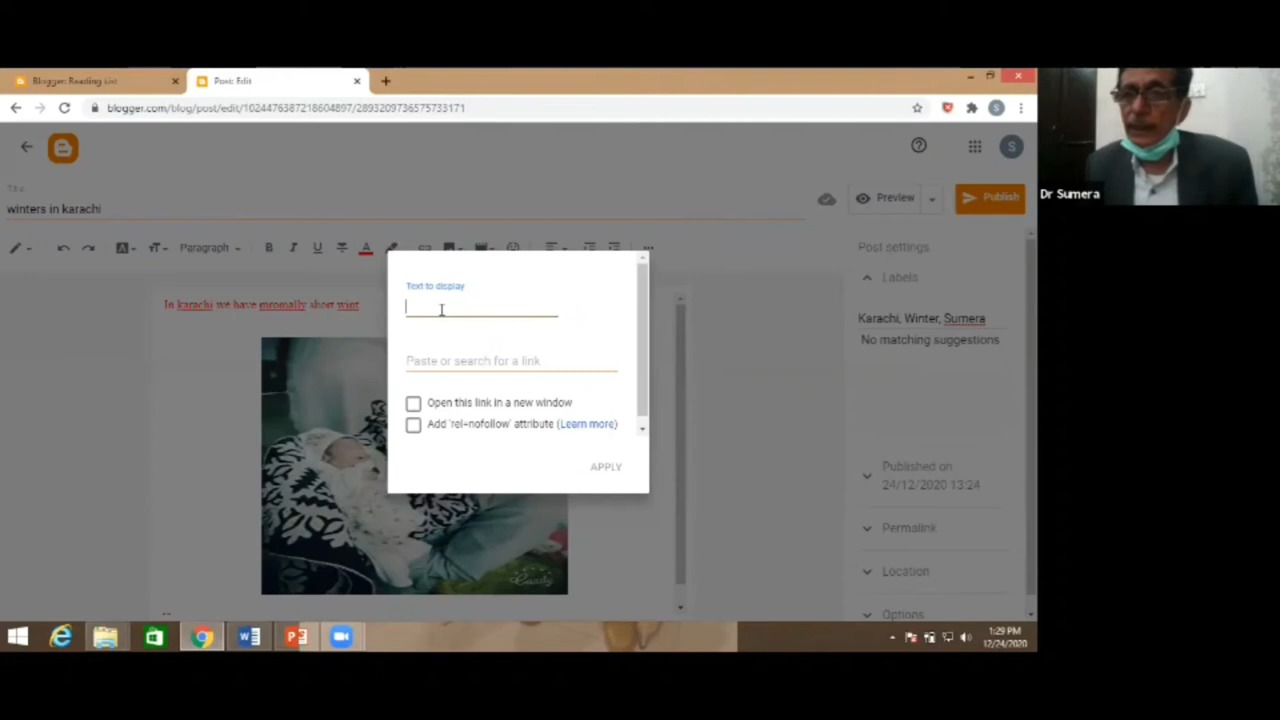 Blogger: Reading List
Post: Edit
blogger.com/blog/post/edit/1024476387218604897/2893209736575733171
S
Title
winters in karachi
Preview
Publish
Dr Sumera
Paragraph
Post settings
Labels
Karachi, Winter, Sumera
No matching suggestions
In karachi we have mromally short wint
Text to display
Paste or search for a link
Open this link in a new window
Add 'rel=nofollow' attribute (Learn more)
APPLY
Published on
24/12/2020 13:24
Permalink
Location
Options
Candy
1:29 PM
12/24/2020